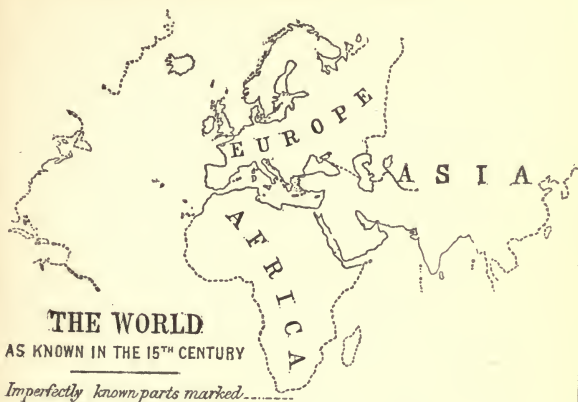 EUROPE
ASIA
AFRICA
THE WORLD
AS KNOWN IN THE 15TH CENTURY
Imperfectly known parts marked